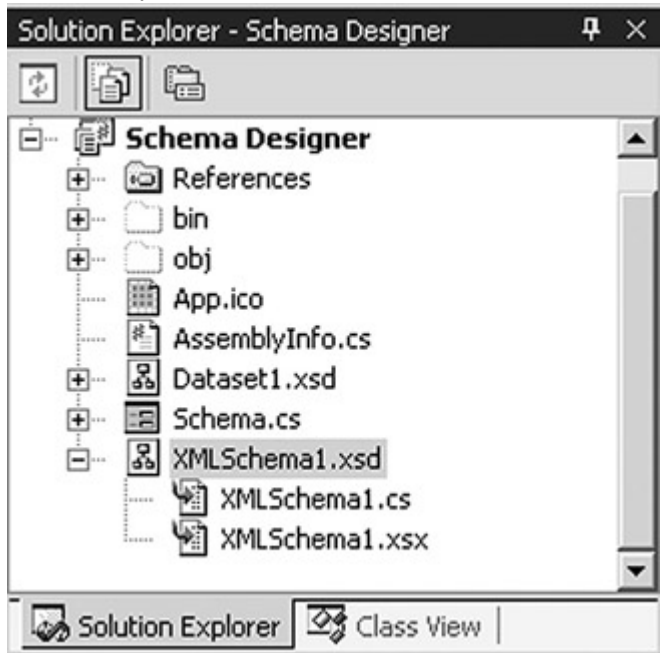 Solution Explorer - Schema Designer
Schema Designer
References
bin
obj
App.ico
AssemblyInfo.cs
Dataset1.xsd
Schema.cs
XMLSchema1.xsd
XMLSchema1.cs
XMLSchema1.xsx
Solution Explorer Class View